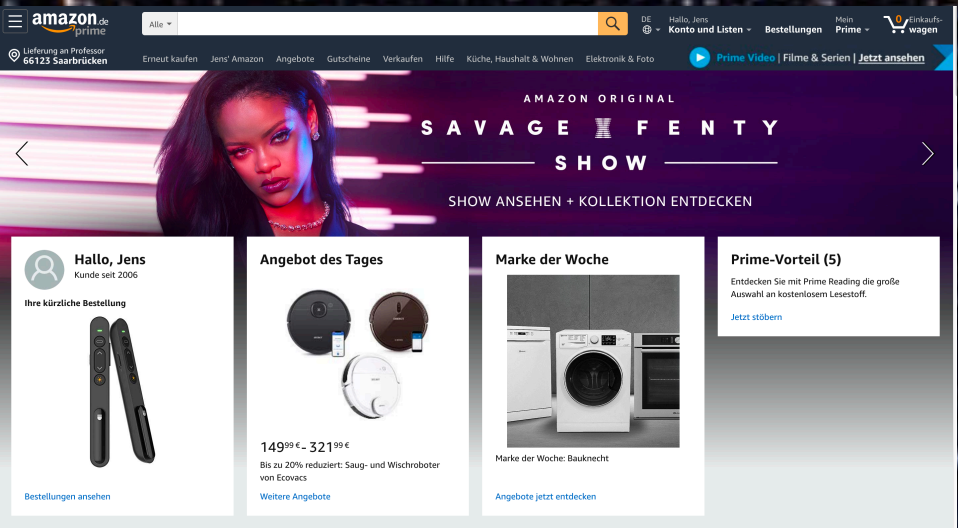 amazon.de
prime
Alle
DE
Hallo, Jens
Konto und Listen
Bestellungen
Mein
Prime
0
Einkaufs-
wagen
Lieferung an Professor
66123 Saarbrücken
Erneut kaufen Jens' Amazon Angebote Gutscheine Verkaufen Hilfe Küche, Haushalt & Wohnen Elektronik & Foto
Prime Video | Filme & Serien | Jetzt ansehen
AMAZON ORIGINAL
SAVAGE X FENTY
SHOW
SHOW ANSEHEN + KOLLEKTION ENTDECKEN
Hallo, Jens
Kunde seit 2006
Ihre kürzliche Bestellung
Bestellungen ansehen
Angebot des Tages
149⁹⁹ € - 321⁹⁹ €
Bis zu 20% reduziert: Saug- und Wischroboter
von Ecovacs
Weitere Angebote
Marke der Woche
Marke der Woche: Bauknecht
Angebote jetzt entdecken
Prime-Vorteil (5)
Entdecken Sie mit Prime Reading die große
Auswahl an kostenlosem Lesestoff.
Jetzt stöbern